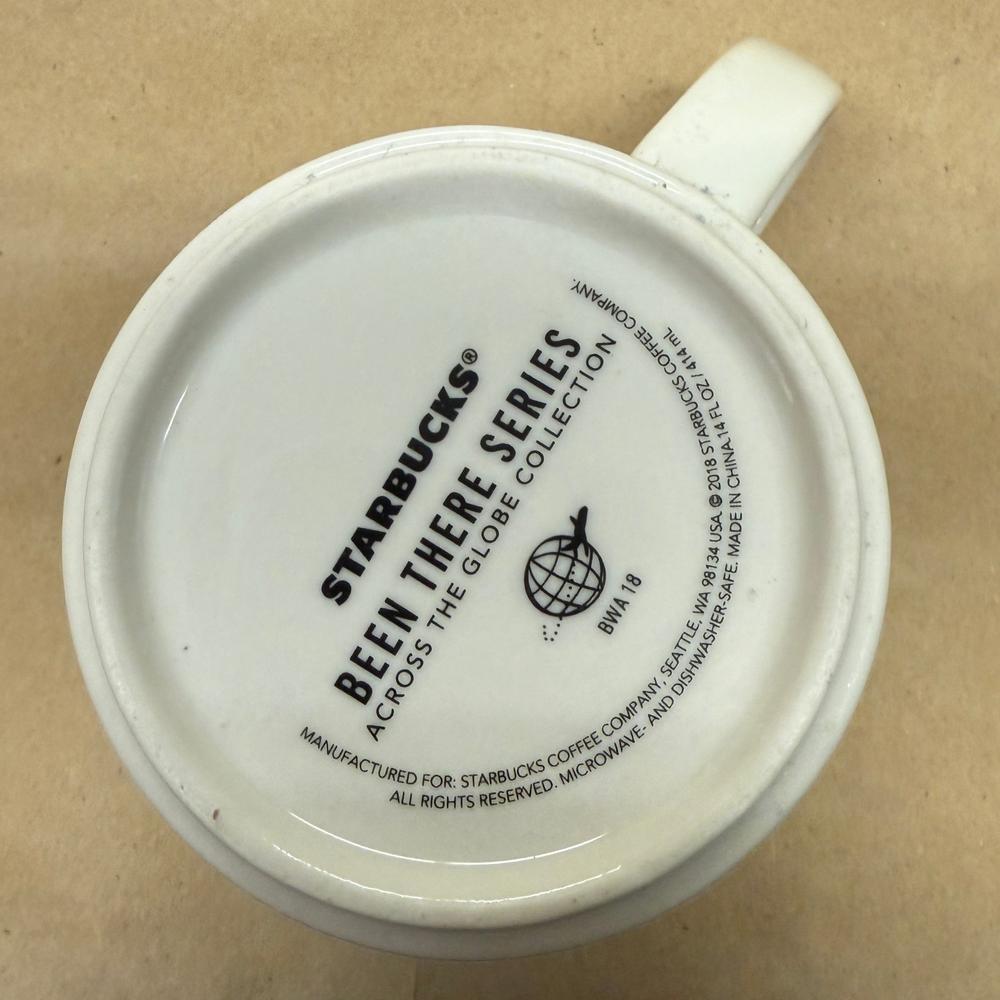 STARBUCKS®
BEEN THERE SERIES
ACROSS THE GLOBE COLLECTION
BWA 18
MANUFACTURED FOR: STARBUCKS COFFEE COMPANY, SEATTLE, WA 98134 USA. © 2018 STARBUCKS COFFEE COMPANY.
ALL RIGHTS RESERVED. MICROWAVE- AND DISHWASHER-SAFE. MADE IN CHINA.14 FL OZ / 414 mL